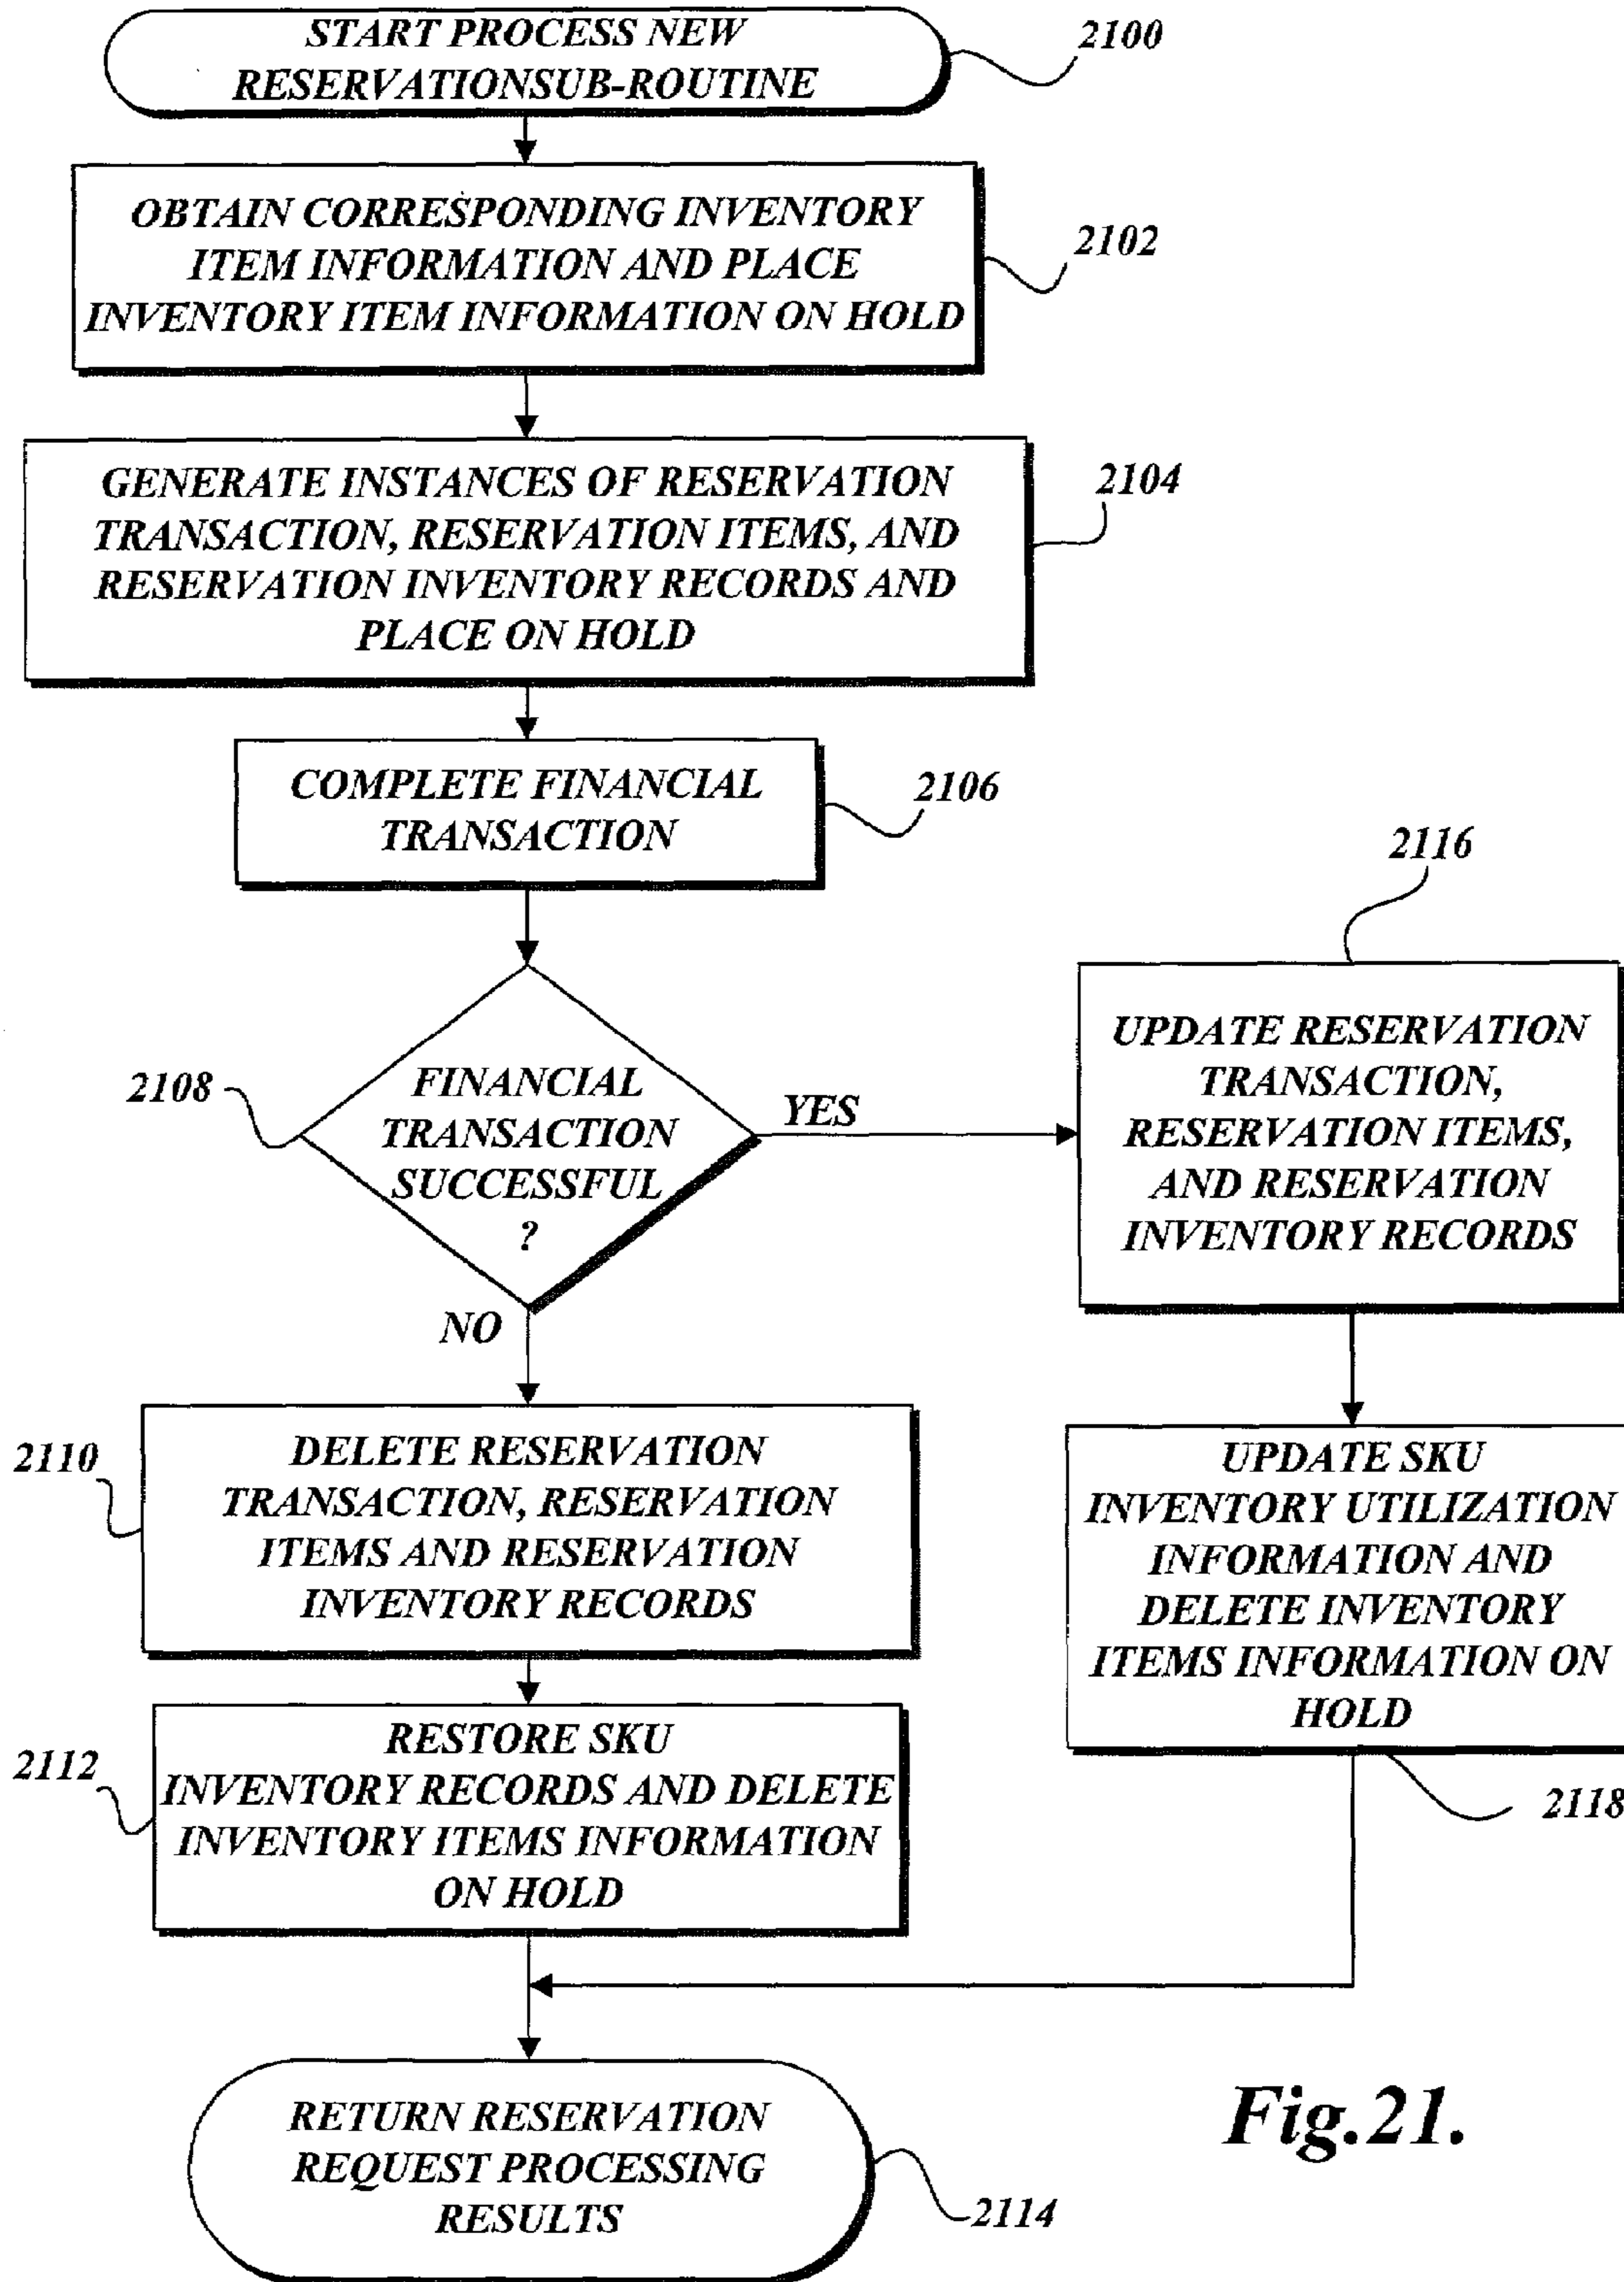 START PROCESS NEW
RESERVATIONSUB-ROUTINE
2100
OBTAIN CORRESPONDING INVENTORY
ITEM INFORMATION AND PLACE
INVENTORY ITEM INFORMATION ON HOLD
2102
GENERATE INSTANCES OF RESERVATION
TRANSACTION, RESERVATION ITEMS, AND
RESERVATION INVENTORY RECORDS AND
PLACE ON HOLD
2104
COMPLETE FINANCIAL
TRANSACTION
2106
2108
FINANCIAL
TRANSACTION
SUCCESSFUL
?
YES
NO
2116
UPDATE RESERVATION
TRANSACTION,
RESERVATION ITEMS,
AND RESERVATION
INVENTORY RECORDS
2110
DELETE RESERVATION
TRANSACTION, RESERVATION
ITEMS AND RESERVATION
INVENTORY RECORDS
UPDATE SKU
INVENTORY UTILIZATION
INFORMATION AND
DELETE INVENTORY
ITEMS INFORMATION ON
HOLD
2118
2112
RESTORE SKU
INVENTORY RECORDS AND DELETE
INVENTORY ITEMS INFORMATION
ON HOLD
RETURN RESERVATION
REQUEST PROCESSING
RESULTS
2114
Fig.21.